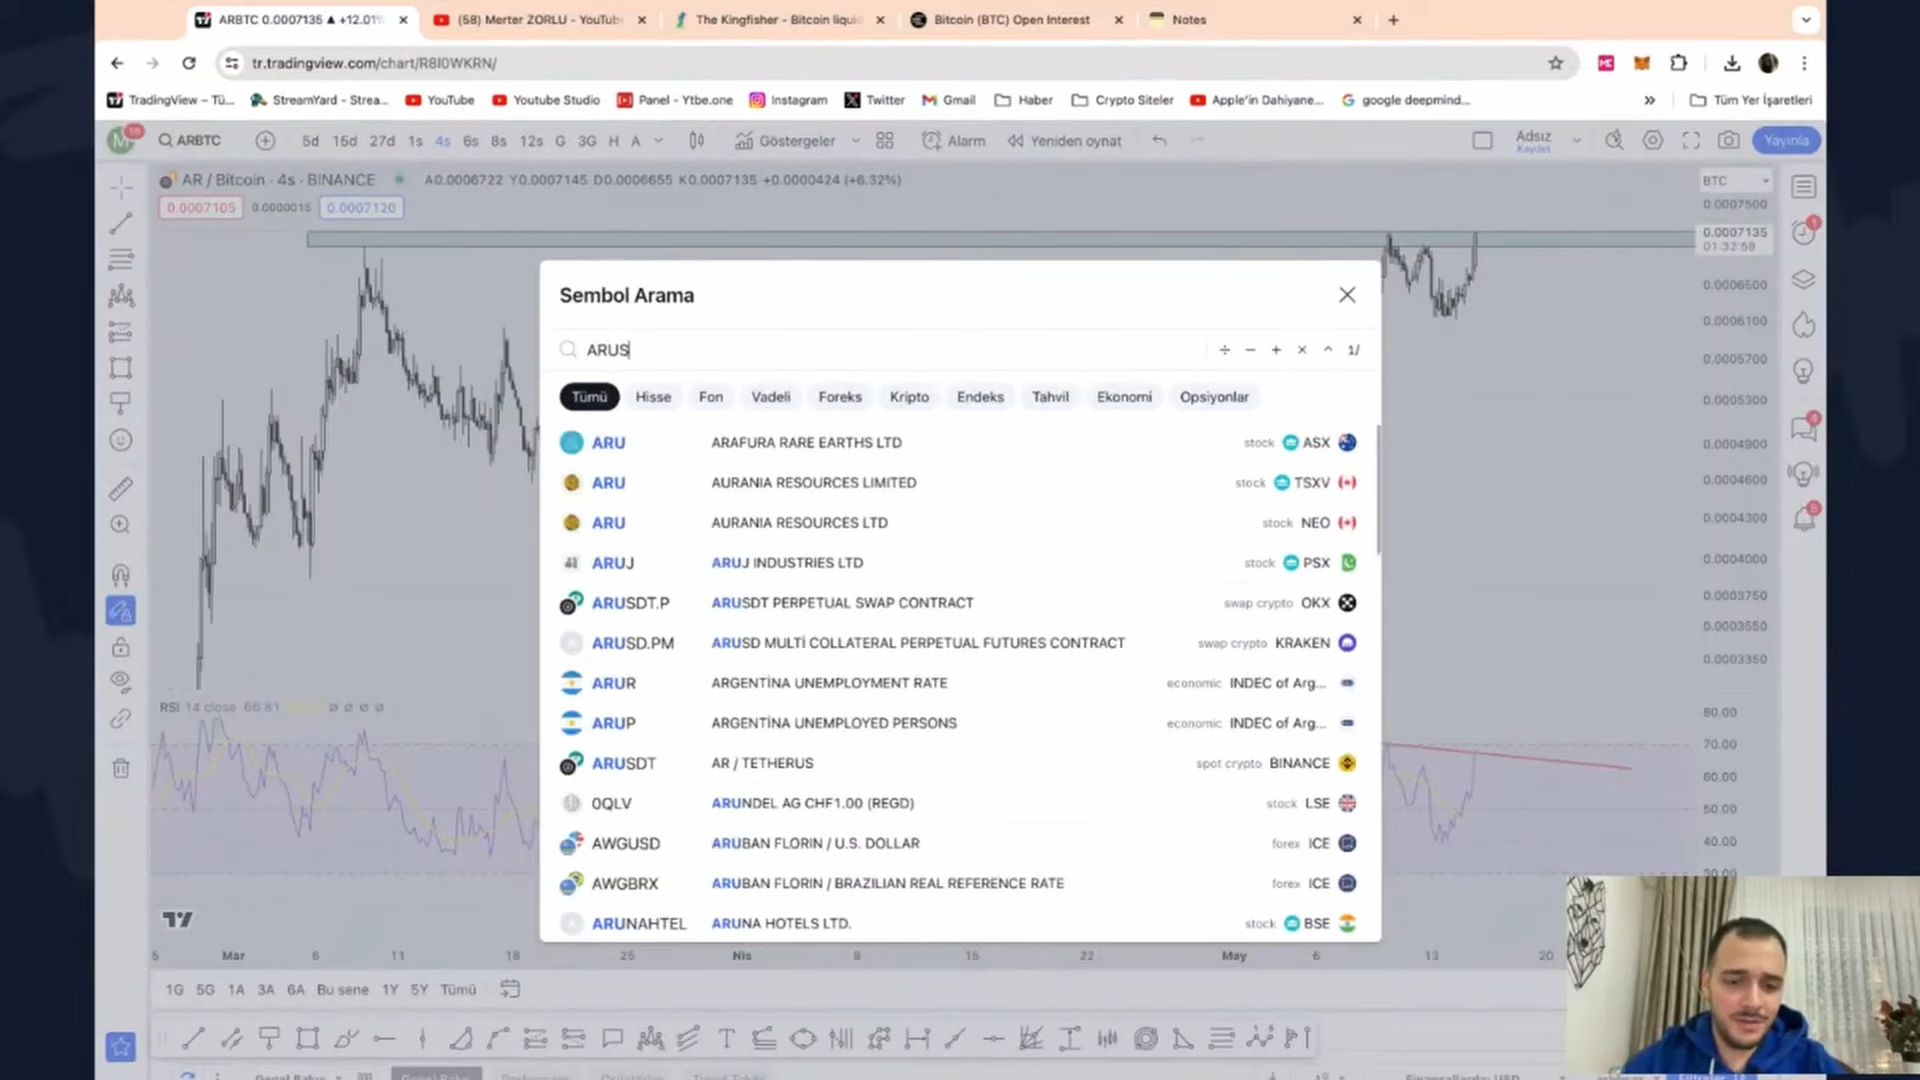 ARBTC 0.0007135 ▲ +12.01%
(58) Merter ZORLU - YouTube
The Kingfisher - Bitcoin liquid
Bitcoin (BTC) Open Interest
Notes
tr.tradingview.com/chart/R8I0WKRN/
TradingView – Tü...
StreamYard - Strea...
YouTube
Youtube Studio
Panel - Ytbe.one
Instagram
Twitter
Gmail
Haber
Crypto Siteler
Apple'in Dahiyane...
google deepmind...
Tüm Yer İşaretleri
M
ARBTC
5d 15d 27d 1s 4s 6s 8s 12s G 3G H A
Göstergeler
Alarm
Yeniden oynat
Adsız
Kaydet
Yayınla
AR / Bitcoin · 4s · BINANCE
A0.0006722 Y0.0007145 D0.0006655 K0.0007135 +0.0000424 (+6.32%)
0.0007105 0.0000015 0.0007120
BTC
0.0007500
0.0007135
01:32:59
0.0006500
0.0006100
0.0005700
0.0005300
0.0004900
0.0004600
0.0004300
0.0004000
0.0003750
0.0003550
0.0003350
Sembol Arama
ARUS
1/
Tümü Hisse Fon Vadeli Foreks Kripto Endeks Tahvil Ekonomi Opsiyonlar
ARU ARAFURA RARE EARTHS LTD stock ASX
ARU AURANIA RESOURCES LIMITED stock TSXV
ARU AURANIA RESOURCES LTD stock NEO
ARUJ ARUJ INDUSTRIES LTD stock PSX
ARUSDT.P ARUSDT PERPETUAL SWAP CONTRACT swap crypto OKX
ARUSD.PM ARUSD MULTİ COLLATERAL PERPETUAL FUTURES CONTRACT swap crypto KRAKEN
ARUR ARGENTİNA UNEMPLOYMENT RATE economic INDEC of Arg...
ARUP ARGENTİNA UNEMPLOYED PERSONS economic INDEC of Arg...
ARUSDT AR / TETHERUS spot crypto BINANCE
0QLV ARUNDEL AG CHF1.00 (REGD) stock LSE
AWGUSD ARUBAN FLORIN / U.S. DOLLAR forex ICE
AWGBRX ARUBAN FLORIN / BRAZILIAN REAL REFERENCE RATE forex ICE
ARUNAHTEL ARUNA HOTELS LTD. stock BSE
RSI 14 close 66.81
80.00
70.00
60.00
50.00
40.00
30.00
5 Mar 6 11 18 25 Nis 8 15 22 May 6 13 20
1G 5G 1A 3A 6A Bu sene 1Y 5Y Tümü